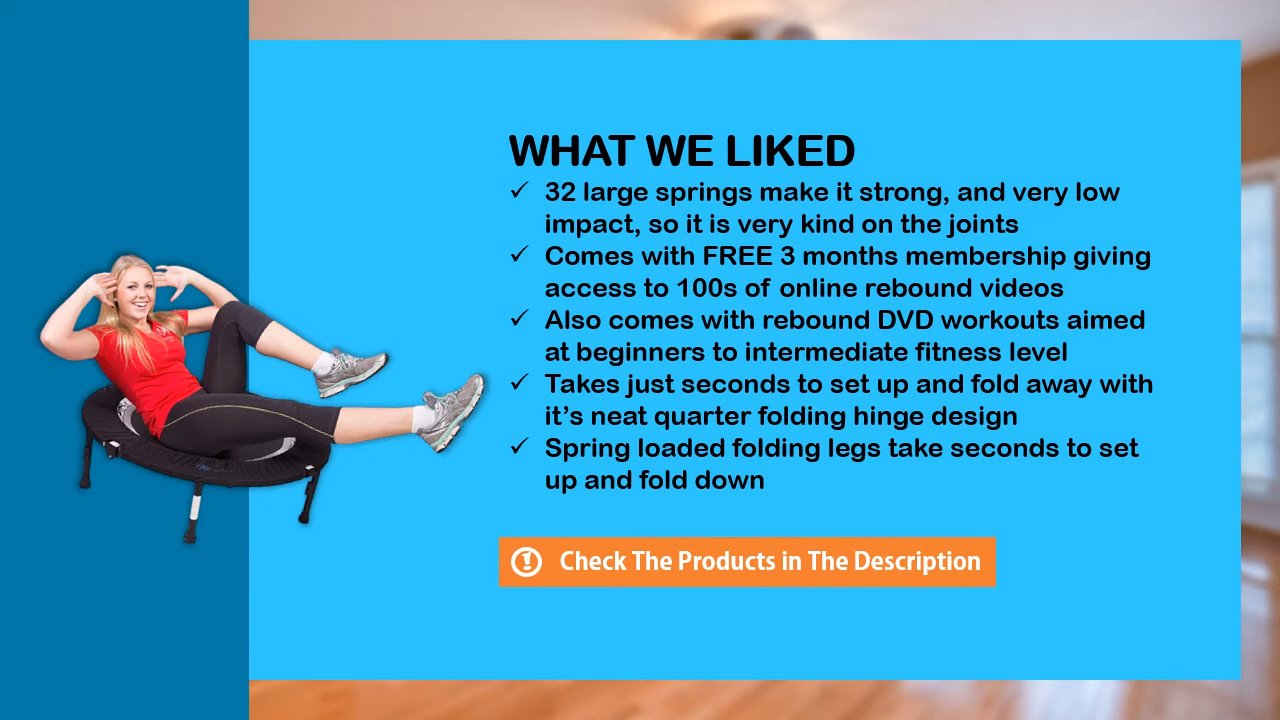 WHAT WE LIKED
✓ 32 large springs make it strong, and very low
impact, so it is very kind on the joints
✓ Comes with FREE 3 months membership giving
access to 100s of online rebound videos
✓ Also comes with rebound DVD workouts aimed
at beginners to intermediate fitness level
✓ Takes just seconds to set up and fold away with
it’s neat quarter folding hinge design
✓ Spring loaded folding legs take seconds to set
up and fold down
Check The Products in The Description